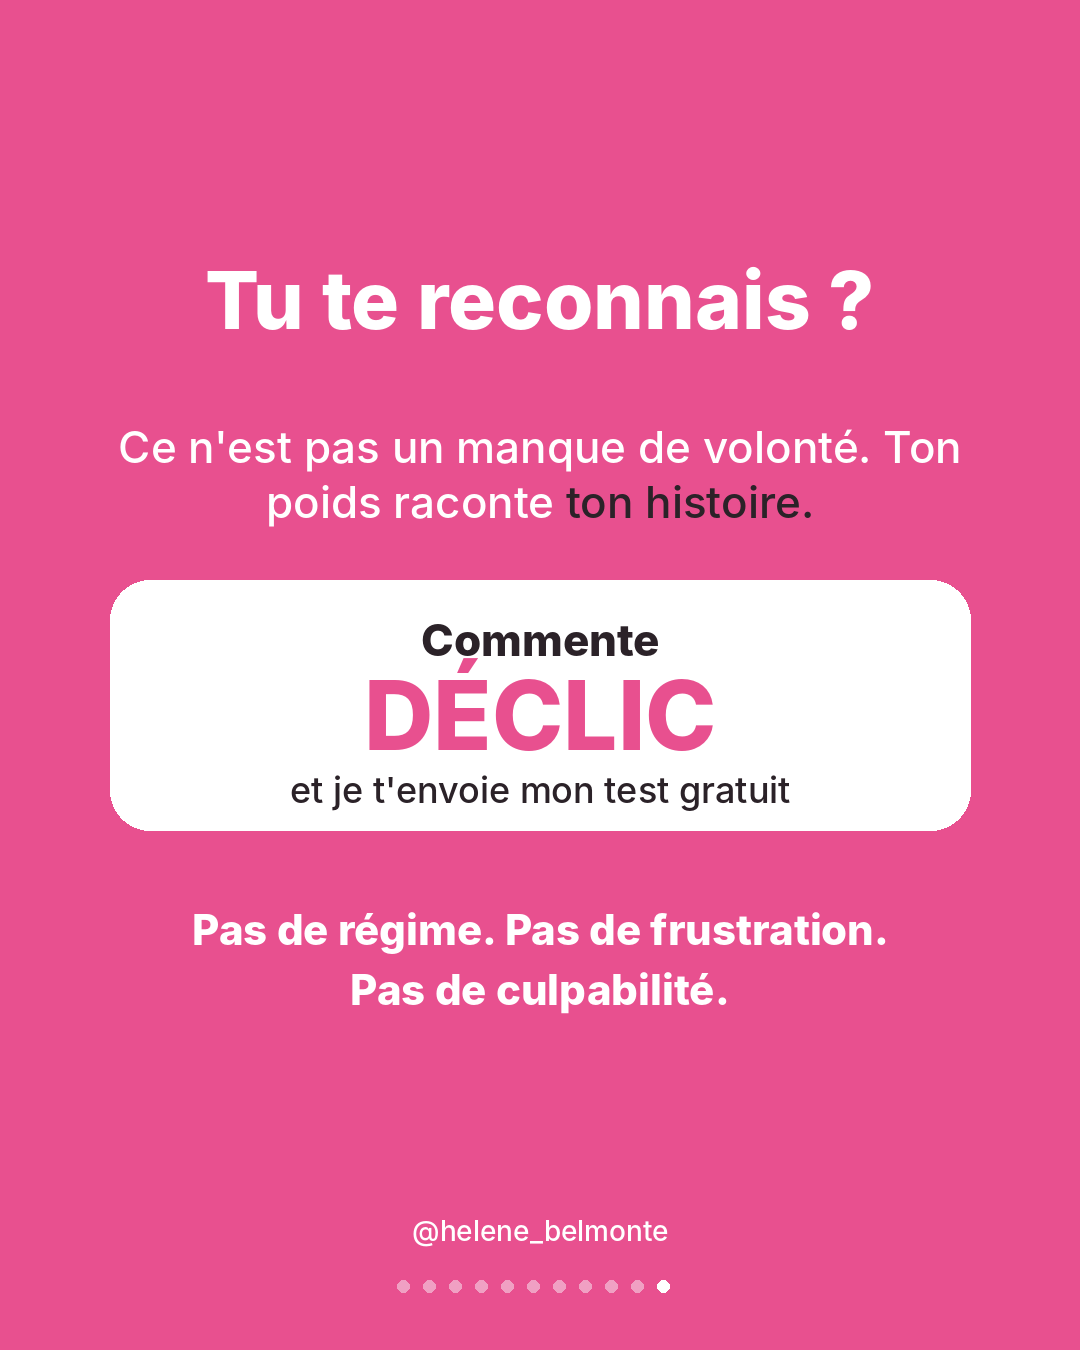 Tu te reconnais ?
Ce n'est pas un manque de volonté. Ton
poids raconte ton histoire.
Commente
DÉCLIC
et je t'envoie mon test gratuit
Pas de régime. Pas de frustration.
Pas de culpabilité.
@helene_belmonte